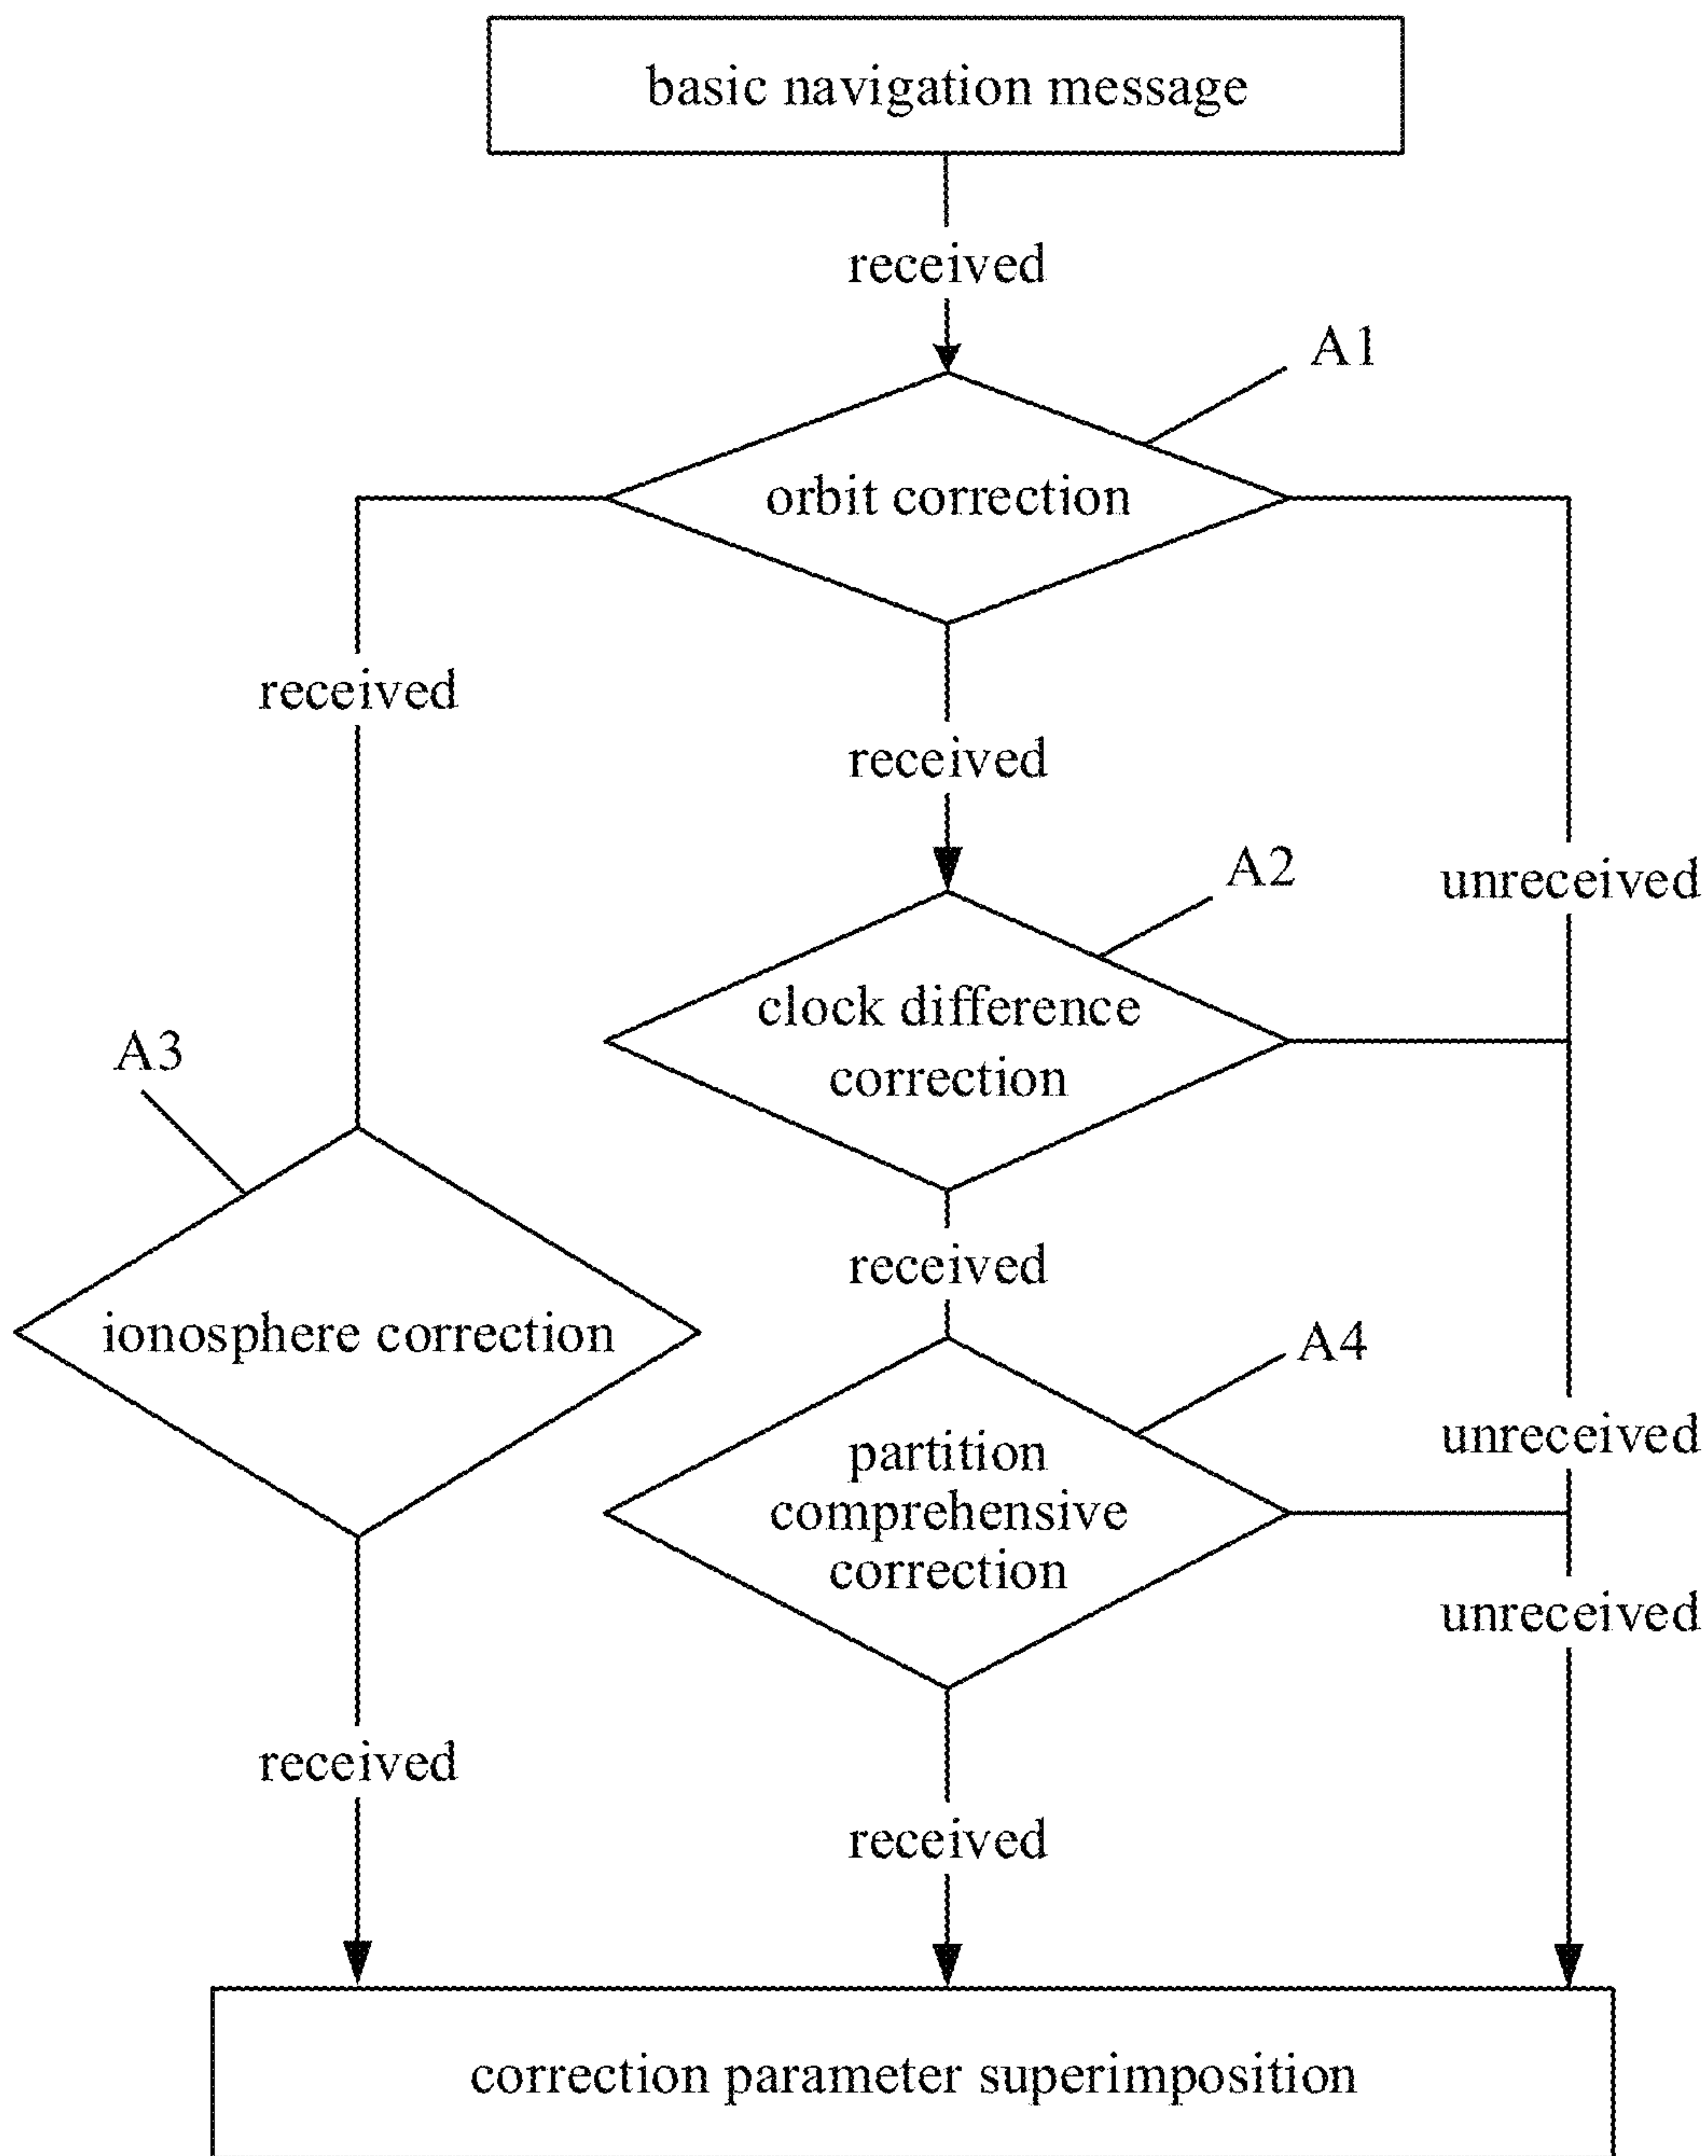 basic navigation message
received
A1
orbit correction
received
received
A2
unreceived
clock difference
correction
A3
received
ionosphere correction
A4
unreceived
partition
comprehensive
correction
unreceived
received
received
correction parameter superimposition